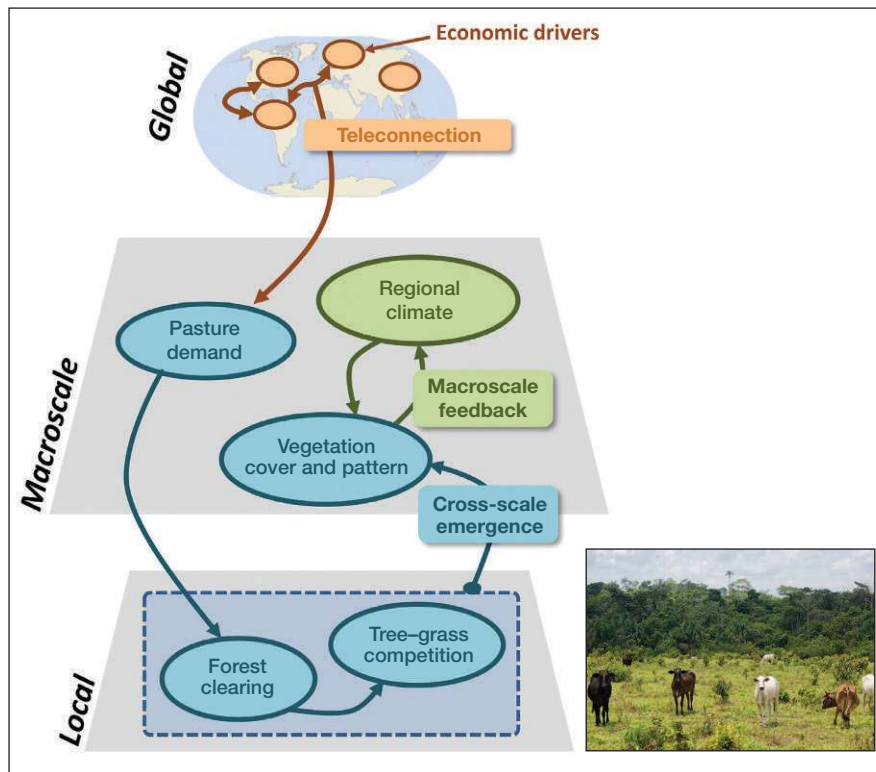 Economic drivers
Global
Teleconnection
Macroscale
Pasture
demand
Regional
climate
Macroscale
feedback
Vegetation
cover and pattern
Cross-scale
emergence
Local
Forest
clearing
Tree–grass
competition